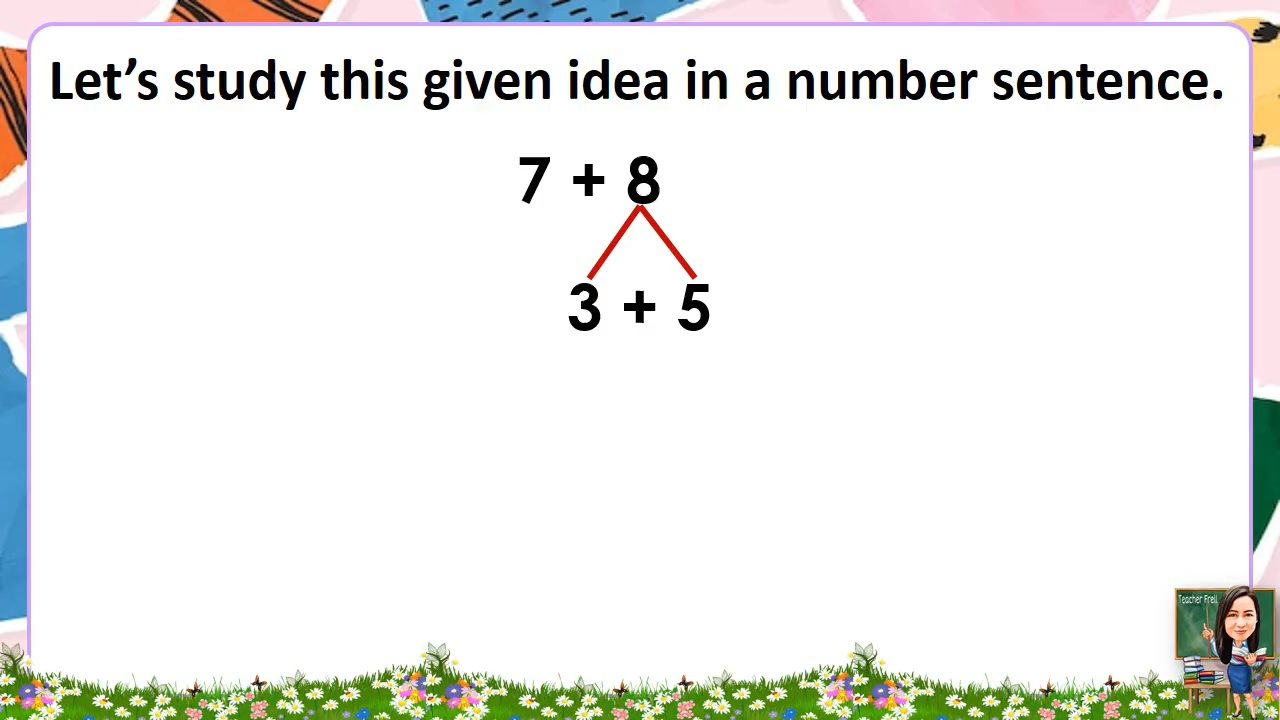 Let’s study this given idea in a number sentence.
7 + 8
3 + 5
Teacher Frell